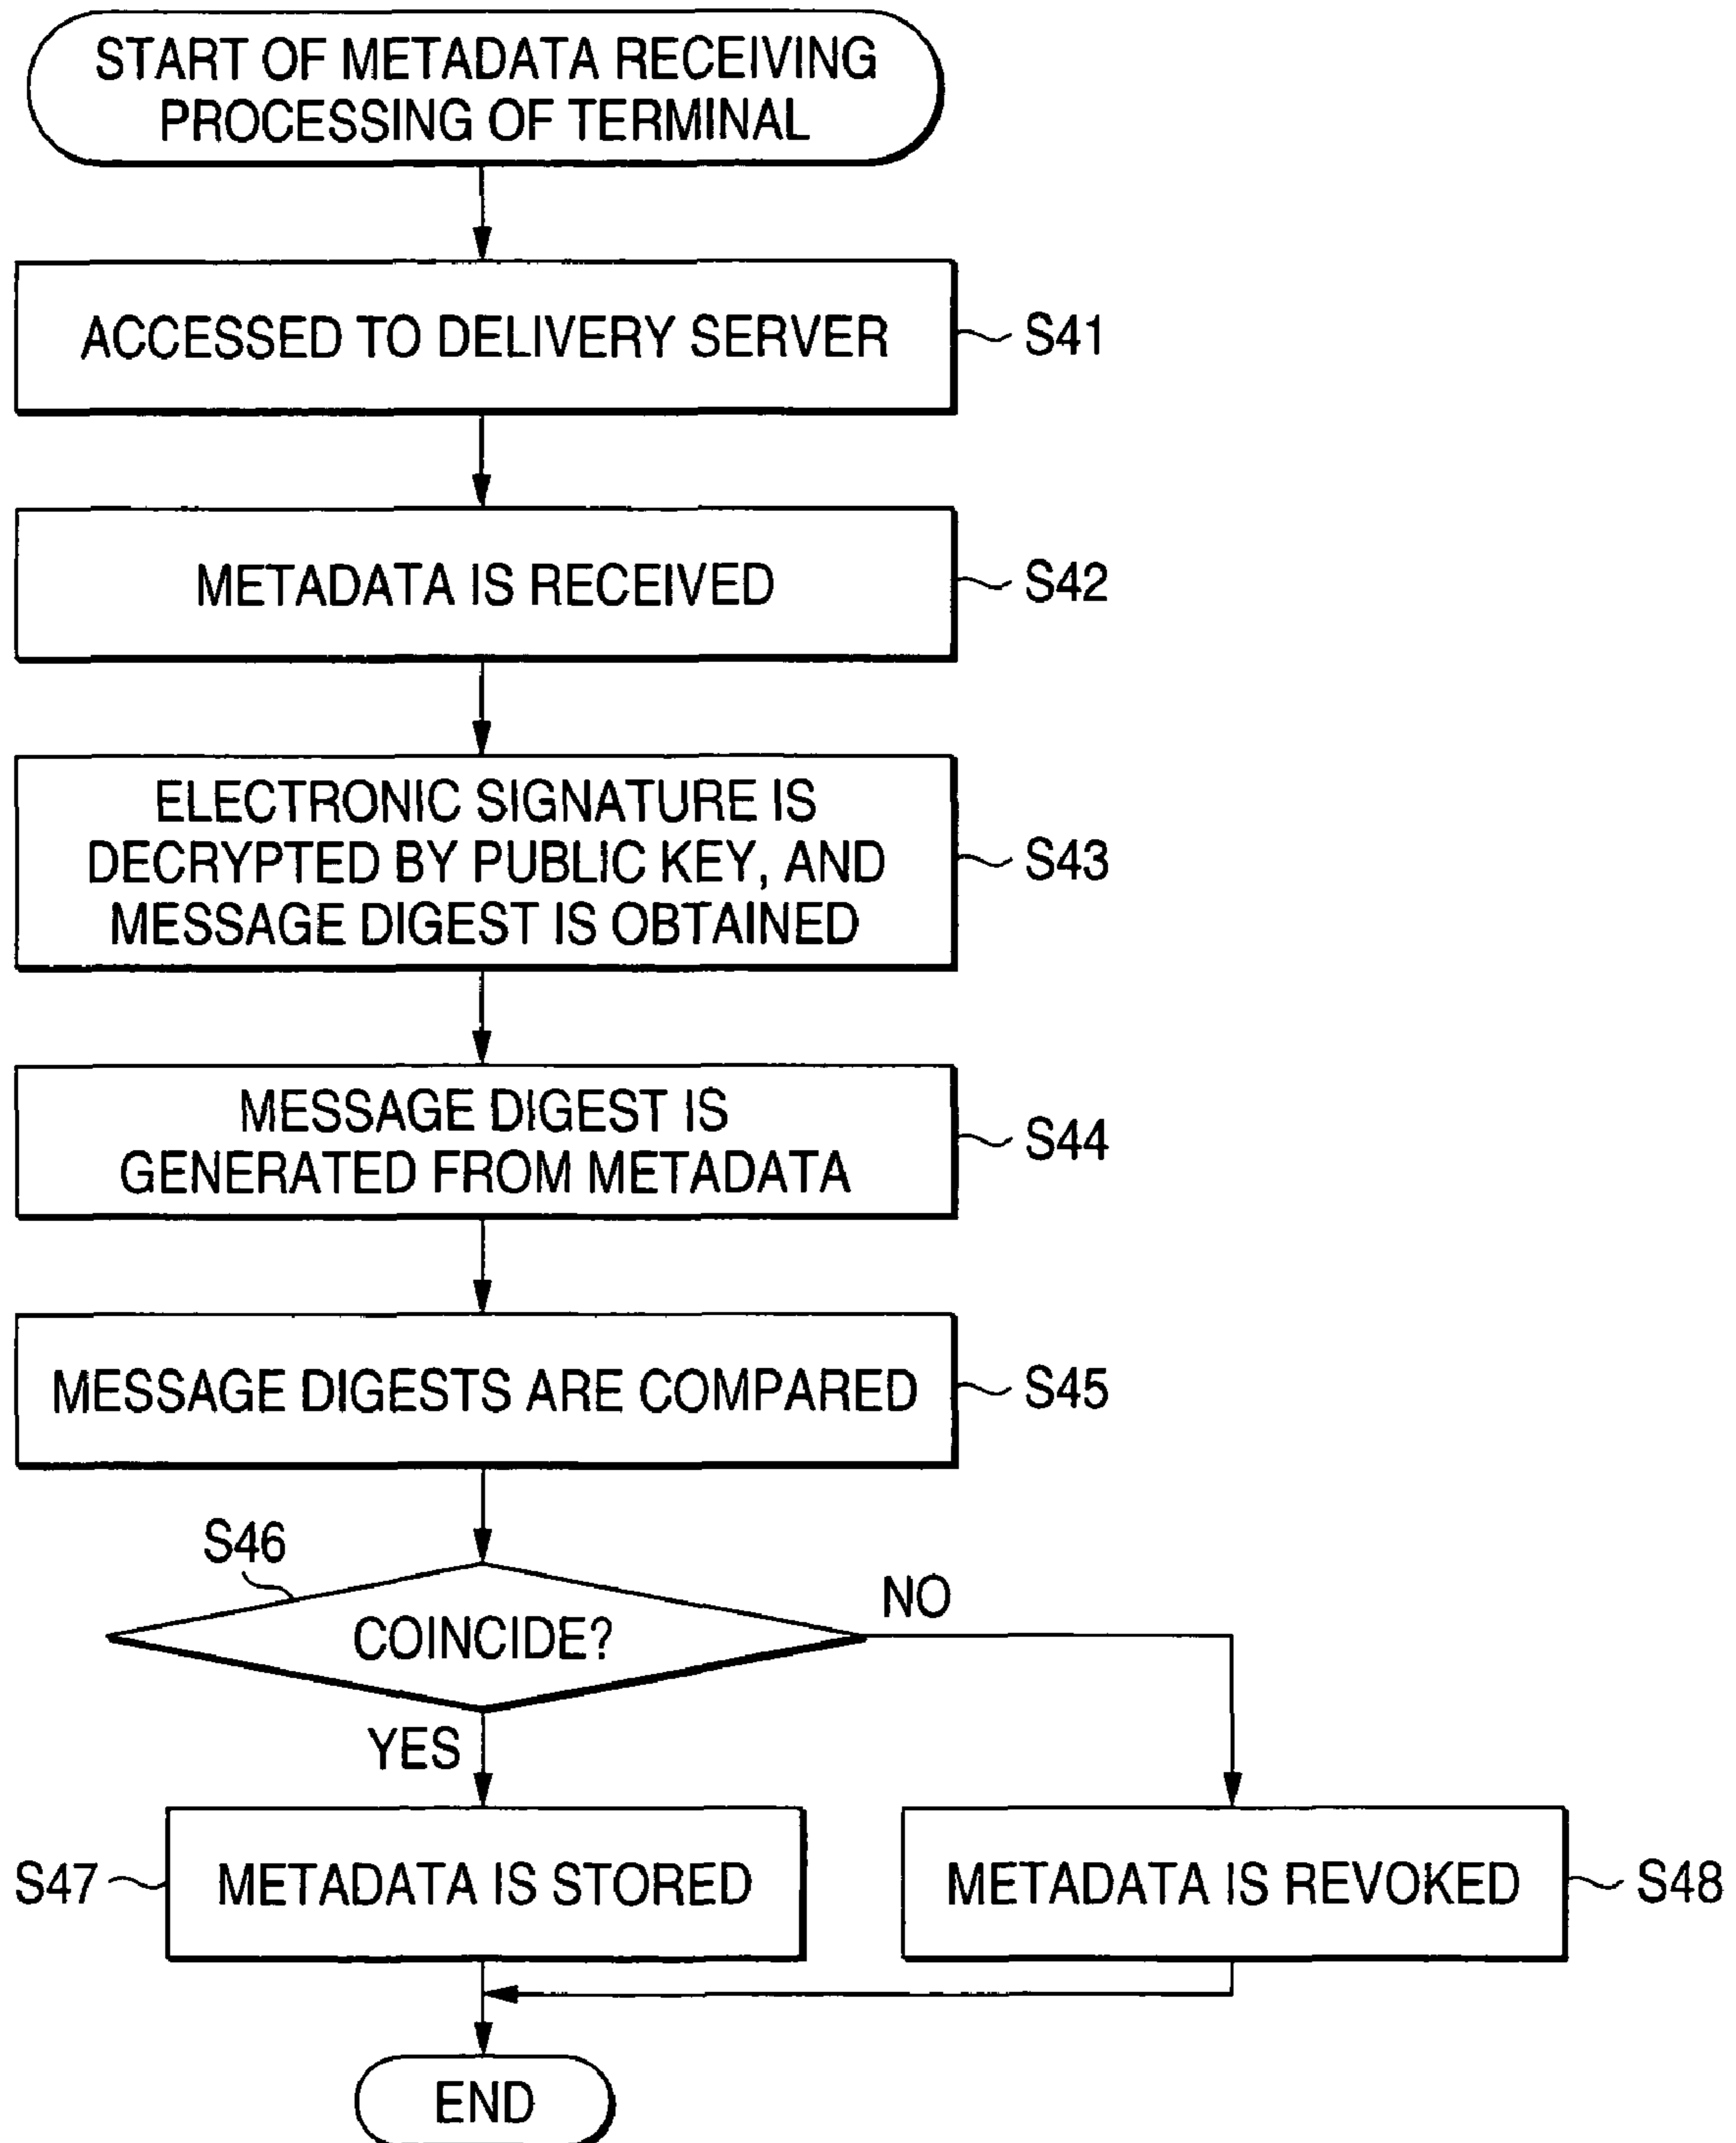 START OF METADATA RECEIVING
PROCESSING OF TERMINAL
ACCESSED TO DELIVERY SERVER
S41
METADATA IS RECEIVED
S42
ELECTRONIC SIGNATURE IS
DECRYPTED BY PUBLIC KEY, AND
MESSAGE DIGEST IS OBTAINED
S43
MESSAGE DIGEST IS
GENERATED FROM METADATA
S44
MESSAGE DIGESTS ARE COMPARED
S45
S46
COINCIDE?
NO
YES
S47
METADATA IS STORED
METADATA IS REVOKED
S48
END